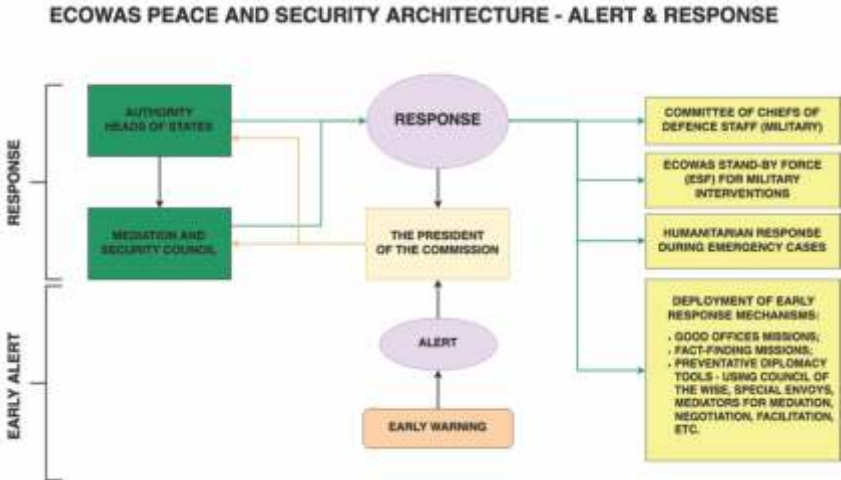 ECOWAS PEACE AND SECURITY ARCHITECTURE - ALERT & RESPONSE
RESPONSE
AUTHORITY
HEADS OF STATES
MEDIATION AND
SECURITY COUNCIL
RESPONSE
THE PRESIDENT
OF THE COMMISSION
COMMITTEE OF CHIEFS OF
DEFENCE STAFF (MILITARY)
ECOWAS STAND-BY FORCE
(ESF) FOR MILITARY
INTERVENTIONS
HUMANITARIAN RESPONSE
DURING EMERGENCY CASES
EARLY ALERT
ALERT
EARLY WARNING
DEPLOYMENT OF EARLY
RESPONSE MECHANISMS:
• GOOD OFFICES MISSIONS;
• FACT-FINDING MISSIONS;
• PREVENTATIVE DIPLOMACY
TOOLS - USING COUNCIL OF
THE WISE, SPECIAL ENVOYS,
MEDIATORS FOR MEDIATION,
NEGOTIATION, FACILITATION,
ETC.